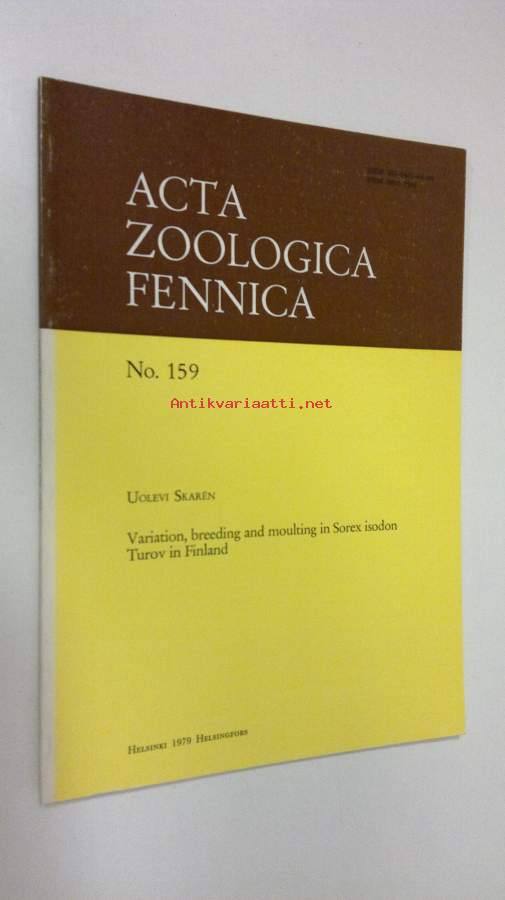 ACTA
ZOOLOGICA
FENNICA
No. 159
Antikvariaatti.net
UOLEVI SKARÉN
Variation, breeding and moulting in Sorex isodon
Turov in Finland
HELSINKI 1979 HELSINGFORS